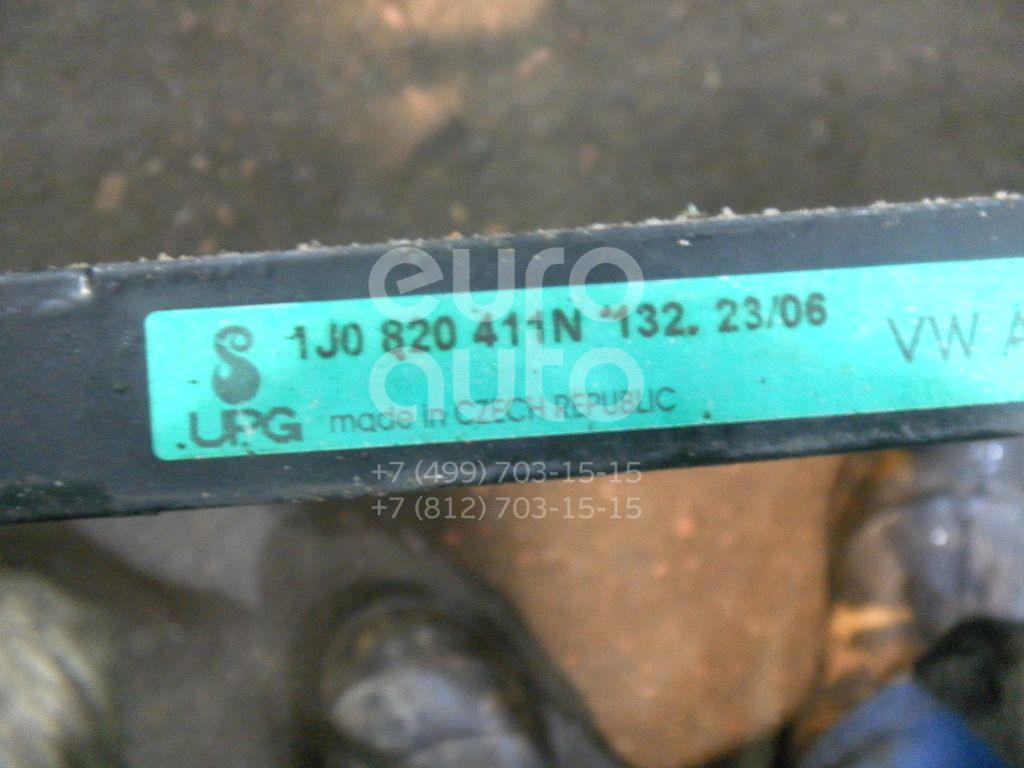 1J0 820 411N 132. 23/06
VW
UPG made in CZECH REPUBLIC
euro
auto
+7 (499) 703-15-15
+7 (812) 703-15-15